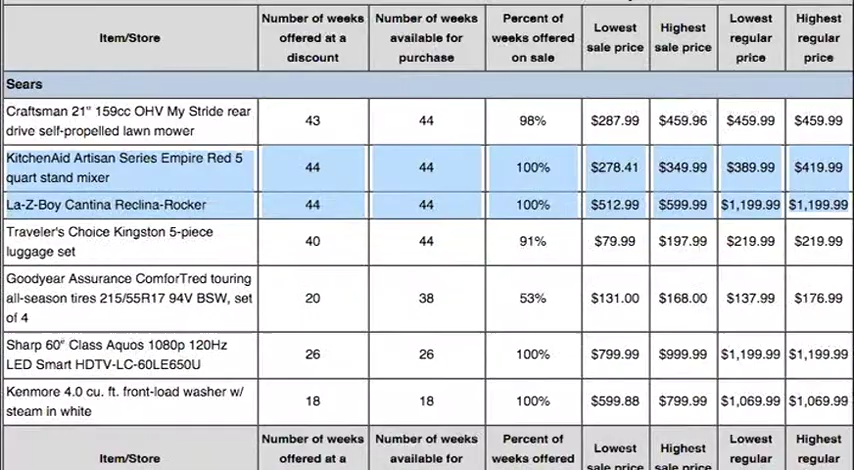 Item/Store
Number of weeks offered at a discount
Number of weeks available for purchase
Percent of weeks offered on sale
Lowest sale price
Highest sale price
Lowest regular price
Highest regular price
Sears
Craftsman 21" 159cc OHV My Stride rear
drive self-propelled lawn mower
43 44 98% $287.99 $459.96 $459.99 $459.99
KitchenAid Artisan Series Empire Red 5
quart stand mixer
44 44 100% $278.41 $349.99 $389.99 $419.99
La-Z-Boy Cantina Reclina-Rocker 44 44 100% $512.99 $599.99 $1,199.99 $1,199.99
Traveler's Choice Kingston 5-piece
luggage set
40 44 91% $79.99 $197.99 $219.99 $219.99
Goodyear Assurance ComforTred touring
all-season tires 215/55R17 94V BSW, set
of 4
20 38 53% $131.00 $168.00 $137.99 $176.99
Sharp 60" Class Aquos 1080p 120Hz
LED Smart HDTV-LC-60LE650U
26 26 100% $799.99 $999.99 $1,199.99 $1,199.99
Kenmore 4.0 cu. ft. front-load washer w/
steam in white
18 18 100% $599.88 $799.99 $1,069.99 $1,069.99
Item/Store
Number of weeks offered at a
Number of weeks available for
Percent of weeks offered
Lowest sale price
Highest sale price
Lowest regular
Highest regular